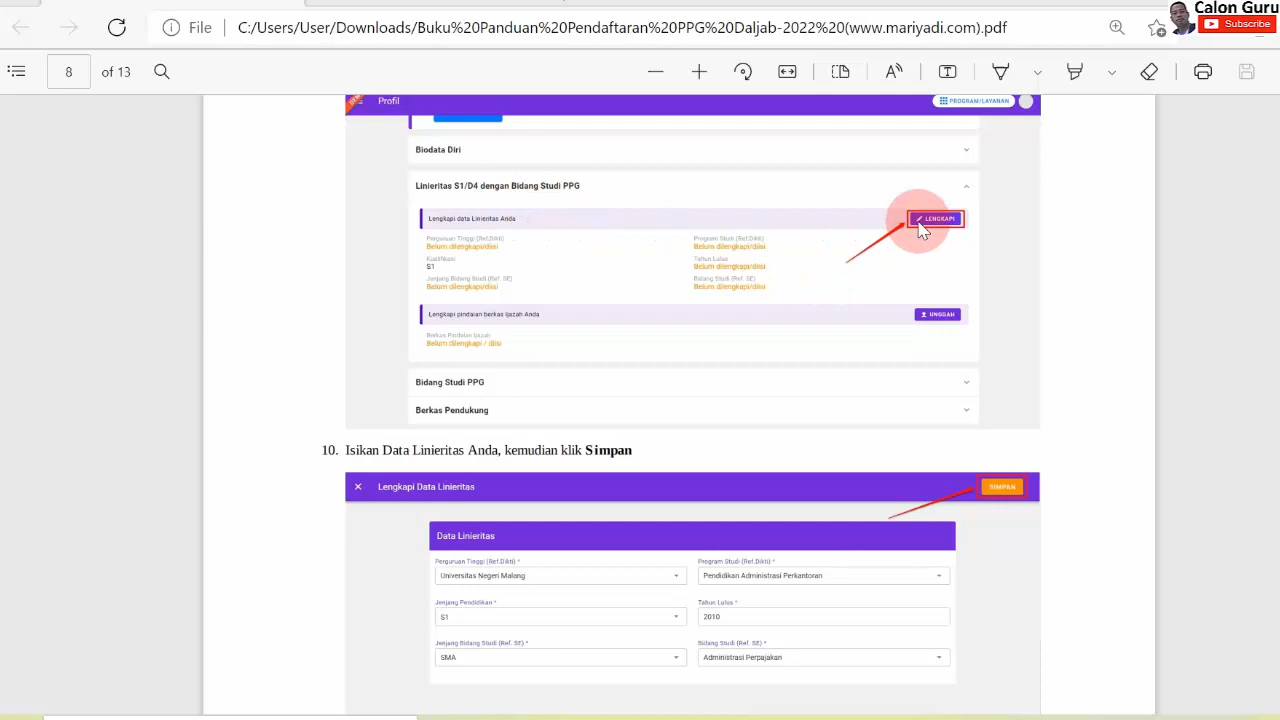 Calon Guru
Subscribe
File
C:/Users/User/Downloads/Buku%20Panduan%20Pendaftaran%20PPG%20Daljab-2022%20(www.mariyadi.com).pdf
8 of 13
Profil
PROGRAM/LAYANAN
Biodata Diri
Linieritas S1/D4 dengan Bidang Studi PPG
Lengkapi data Linieritas Anda
LENGKAPI
Perguruan Tinggi (Ref.Dikti)
Program Studi (Ref.Dikti)
Belum dilengkapi/diisi
Belum dilengkapi/diisi
Kualifikasi
Tahun Lulus
S1
Belum dilengkapi/diisi
Jenjang Bidang Studi (Ref. SE)
Bidang Studi (Ref. SE)
Belum dilengkapi/diisi
Belum dilengkapi/diisi
Lengkapi pindaian berkas Ijazah Anda
UNGGAH
Berkas Pindaian Ijazah
Belum dilengkapi / diisi
Bidang Studi PPG
Berkas Pendukung
10. Isikan Data Linieritas Anda, kemudian klik Simpan
Lengkapi Data Linieritas
SIMPAN
Data Linieritas
Perguruan Tinggi (Ref.Dikti) *
Program Studi (Ref.Dikti) *
Universitas Negeri Malang
Pendidikan Administrasi Perkantoran
Jenjang Pendidikan *
Tahun Lulus *
S1
2010
Jenjang Bidang Studi (Ref. SE) *
Bidang Studi (Ref. SE) *
SMA
Administrasi Perpajakan